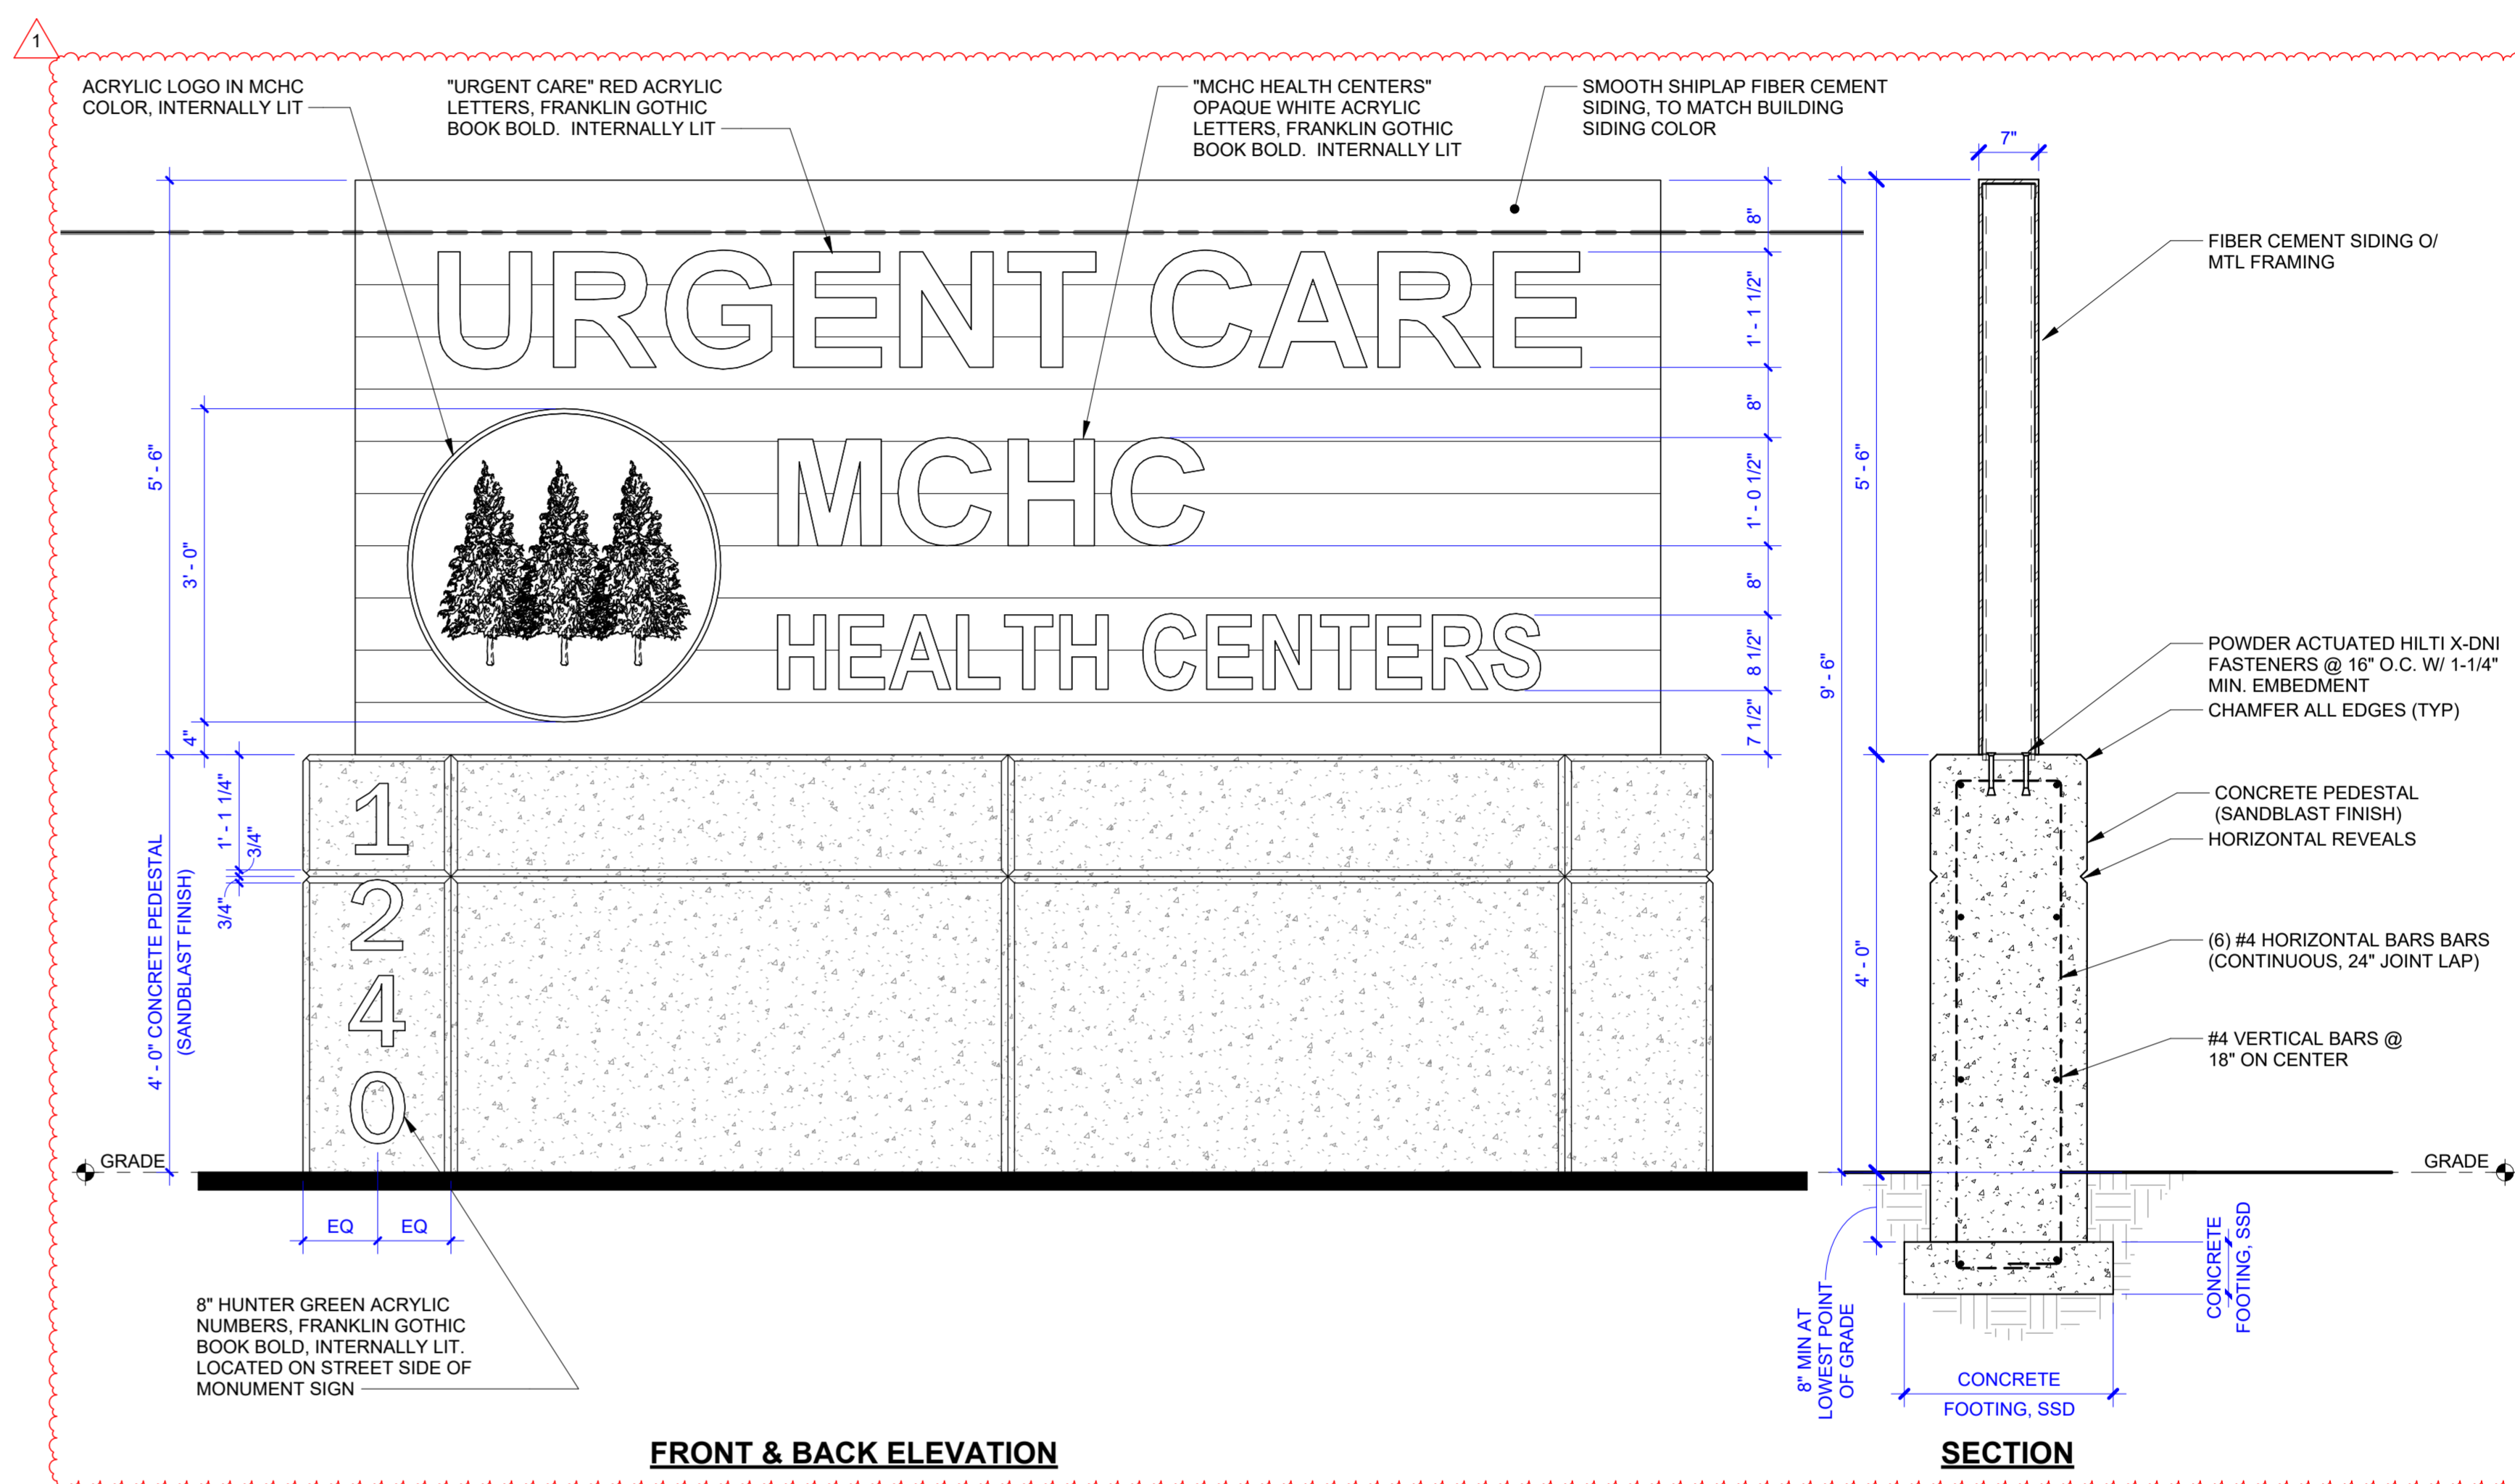 1
ACRYLIC LOGO IN MCHC
COLOR, INTERNALLY LIT
"URGENT CARE" RED ACRYLIC
LETTERS, FRANKLIN GOTHIC
BOOK BOLD. INTERNALLY LIT
"MCHC HEALTH CENTERS"
OPAQUE WHITE ACRYLIC
LETTERS, FRANKLIN GOTHIC
BOOK BOLD. INTERNALLY LIT
SMOOTH SHIPLAP FIBER CEMENT
SIDING, TO MATCH BUILDING
SIDING COLOR
URGENT CARE
MCHC
HEALTH CENTERS
5' - 6"
3' - 0"
4"
8"
1' - 1 1/2"
8"
1' - 0 1/2"
8"
8 1/2"
7 1/2"
1
2
4
0
4' - 0" CONCRETE PEDESTAL
(SANDBLAST FINISH)
1' - 1 1/4"
3/4"
3/4"
GRADE
EQ
EQ
8" HUNTER GREEN ACRYLIC
NUMBERS, FRANKLIN GOTHIC
BOOK BOLD, INTERNALLY LIT.
LOCATED ON STREET SIDE OF
MONUMENT SIGN
FRONT & BACK ELEVATION
7"
9' - 6"
5' - 6"
4' - 0"
FIBER CEMENT SIDING O/
MTL FRAMING
POWDER ACTUATED HILTI X-DNI
FASTENERS @ 16" O.C. W/ 1-1/4"
MIN. EMBEDMENT
CHAMFER ALL EDGES (TYP)
CONCRETE PEDESTAL
(SANDBLAST FINISH)
HORIZONTAL REVEALS
(6) #4 HORIZONTAL BARS BARS
(CONTINUOUS, 24" JOINT LAP)
#4 VERTICAL BARS @
18" ON CENTER
GRADE
8" MIN AT
LOWEST POINT
OF GRADE
CONCRETE
FOOTING, SSD
CONCRETE
FOOTING, SSD
SECTION